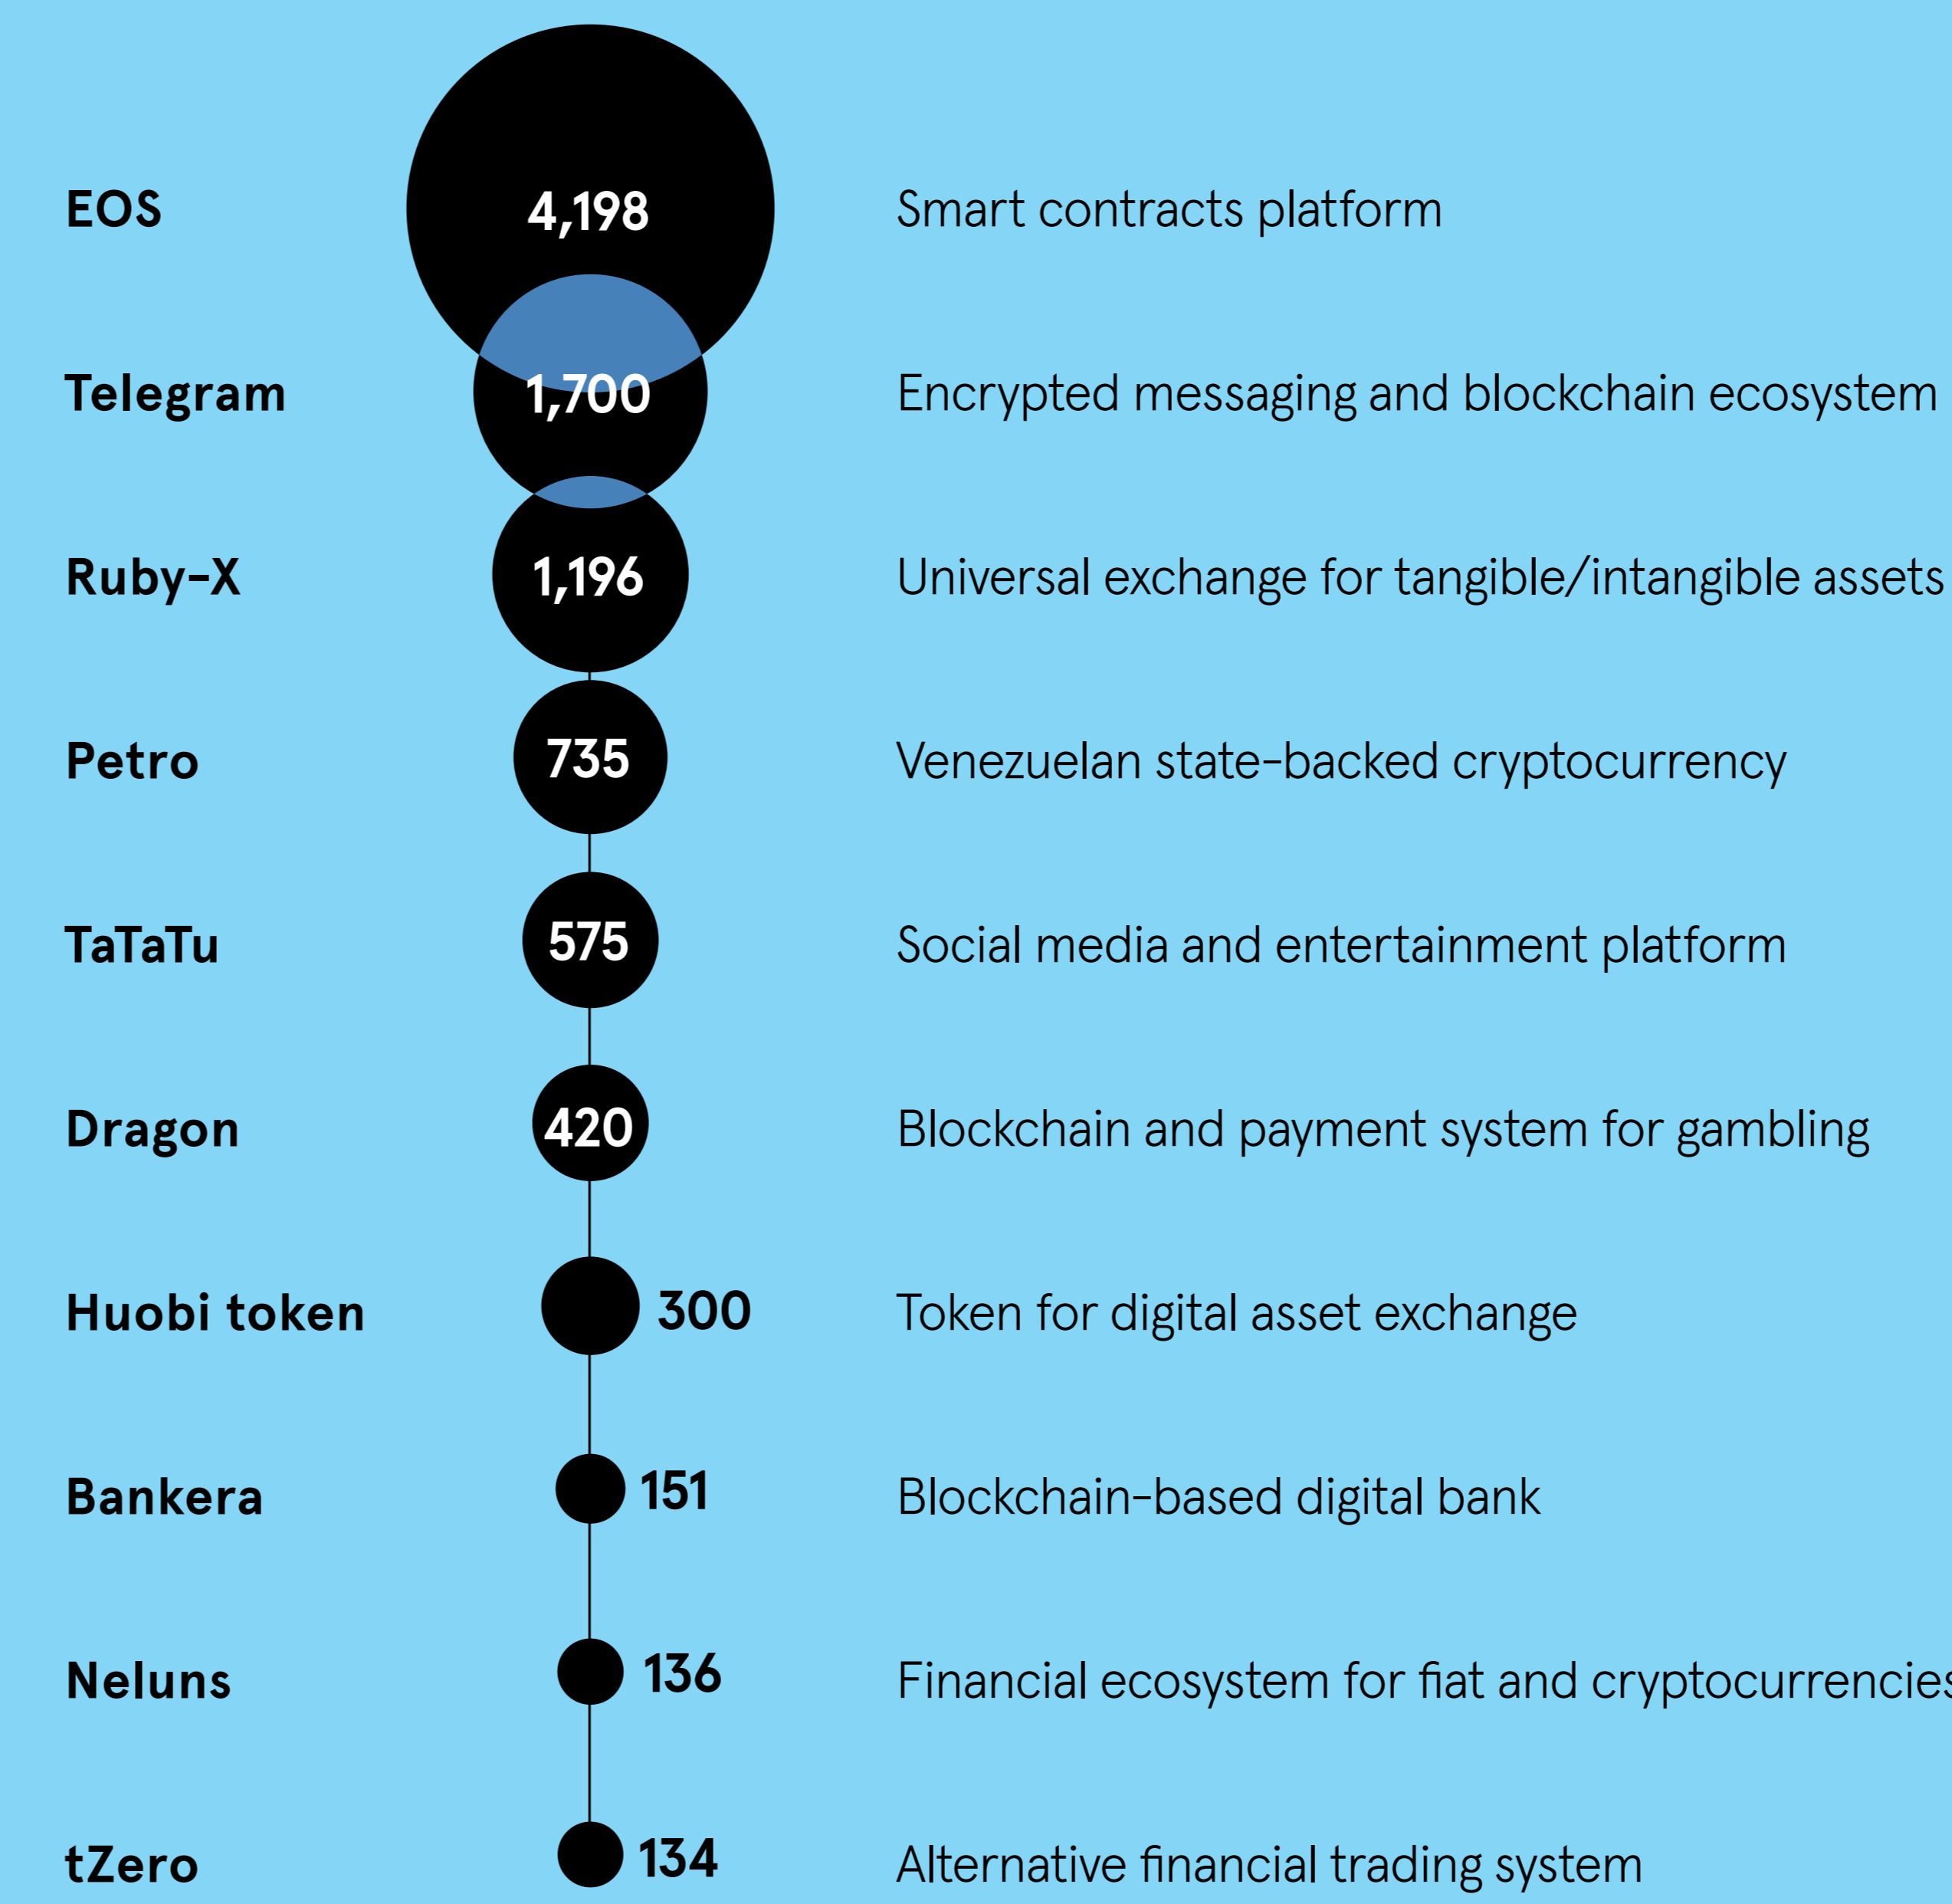 EOS 4,198 Smart contracts platform
Telegram 1,700 Encrypted messaging and blockchain ecosystem
Ruby-X 1,196 Universal exchange for tangible/intangible assets
Petro 735 Venezuelan state-backed cryptocurrency
TaTaTu 575 Social media and entertainment platform
Dragon 420 Blockchain and payment system for gambling
Huobi token 300 Token for digital asset exchange
Bankera 151 Blockchain-based digital bank
Neluns 136 Financial ecosystem for fiat and cryptocurrencies
tZero 134 Alternative financial trading system